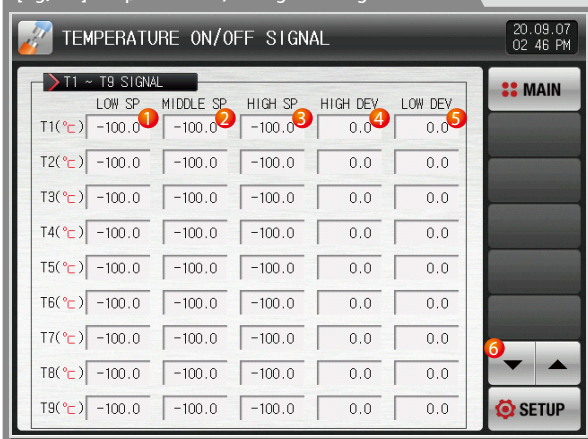 TEMPERATURE ON/OFF SIGNAL
20.09.07
02 46 PM
T1 ~ T9 SIGNAL
LOW SP MIDDLE SP HIGH SP HIGH DEV LOW DEV
1 2 3 4 5
T1(℃) -100.0 -100.0 -100.0 0.0 0.0
T2(℃) -100.0 -100.0 -100.0 0.0 0.0
T3(℃) -100.0 -100.0 -100.0 0.0 0.0
T4(℃) -100.0 -100.0 -100.0 0.0 0.0
T5(℃) -100.0 -100.0 -100.0 0.0 0.0
T6(℃) -100.0 -100.0 -100.0 0.0 0.0
T7(℃) -100.0 -100.0 -100.0 0.0 0.0
T8(℃) -100.0 -100.0 -100.0 0.0 0.0
T9(℃) -100.0 -100.0 -100.0 0.0 0.0
MAIN
6
SETUP